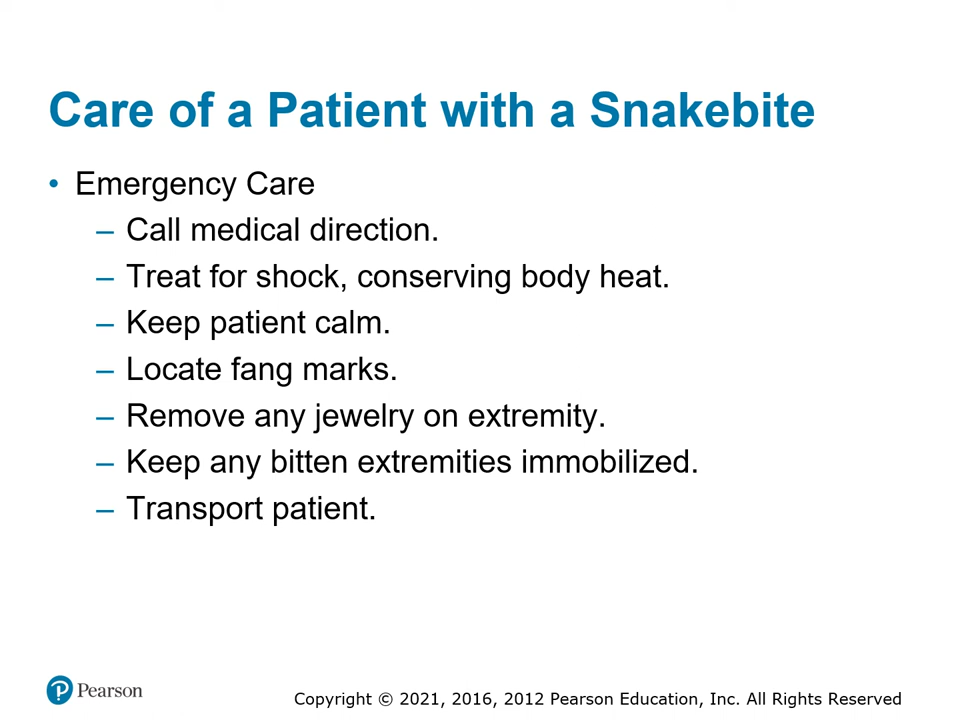 Care of a Patient with a Snakebite
• Emergency Care
– Call medical direction.
– Treat for shock, conserving body heat.
– Keep patient calm.
– Locate fang marks.
– Remove any jewelry on extremity.
– Keep any bitten extremities immobilized.
– Transport patient.
Pearson
Copyright © 2021, 2016, 2012 Pearson Education, Inc. All Rights Reserved